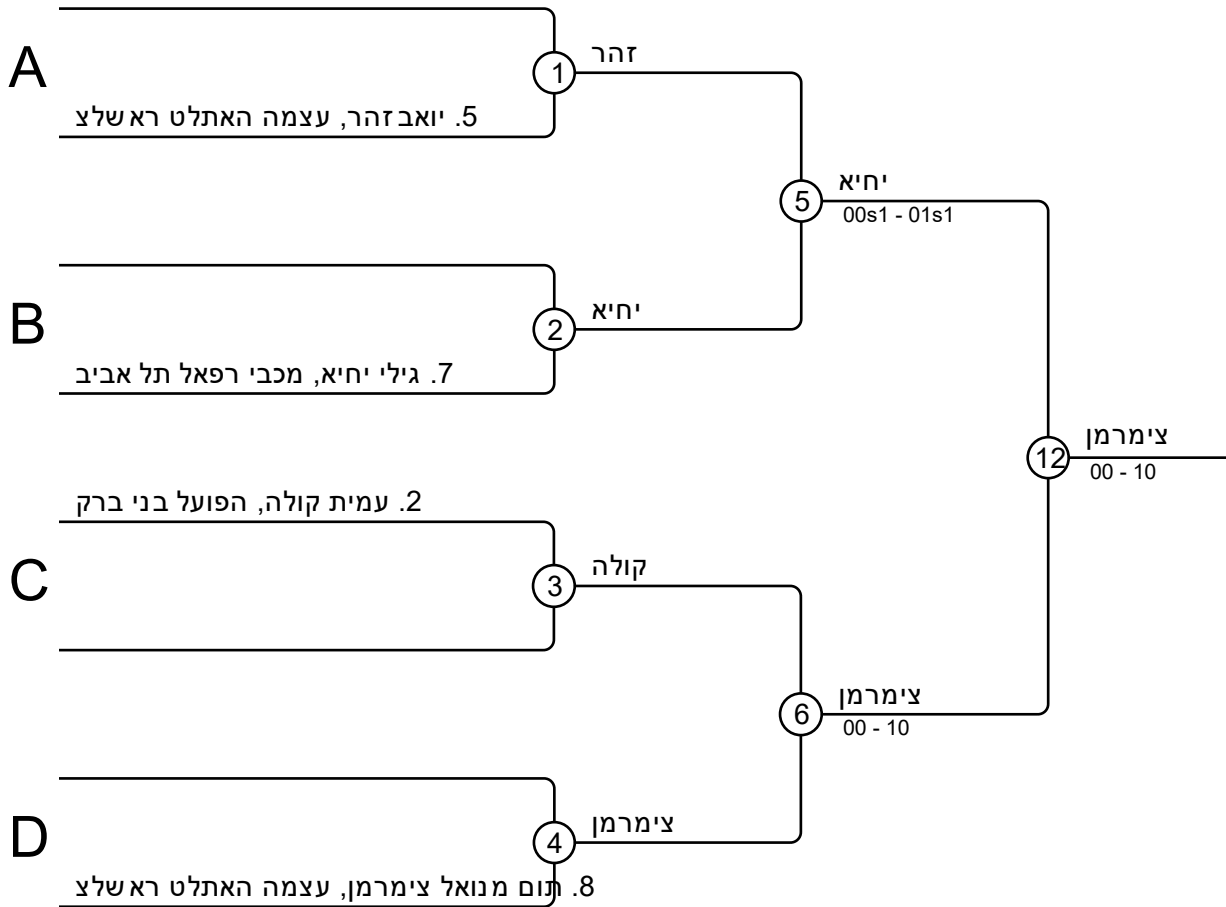 A
1
זהר
5. יואב זהר, עצמה האתלט ראשלצ
5
יחיא
00s1 - 01s1
B
2
יחיא
7. גילי יחיא, מכבי רפאל תל אביב
12
צימרמן
00 - 10
2. עמית קולה, הפועל בני ברק
C
3
קולה
6
צימרמן
00 - 10
D
4
צימרמן
8. תום מנואל צימרמן, עצמה האתלט ראשלצ